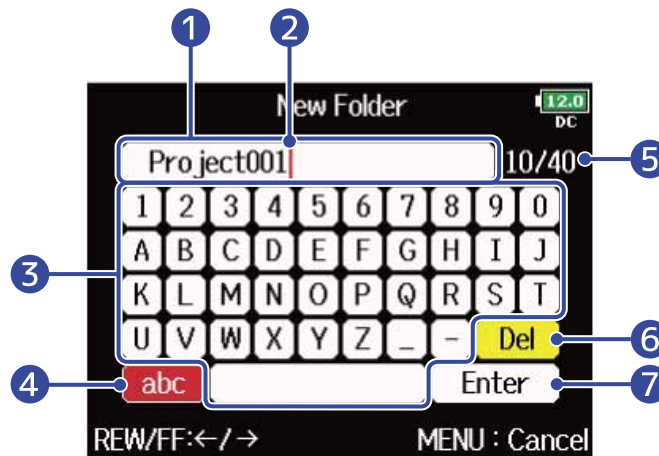 1 2
New Folder 12.0
DC
Project001 10/40 5
1 2 3 4 5 6 7 8 9 0
A B C D E F G H I J
3
K L M N O P Q R S T
U V W X Y Z _ - Del 6
4 abc Enter 7
REW/FF:←/→ MENU : Cancel